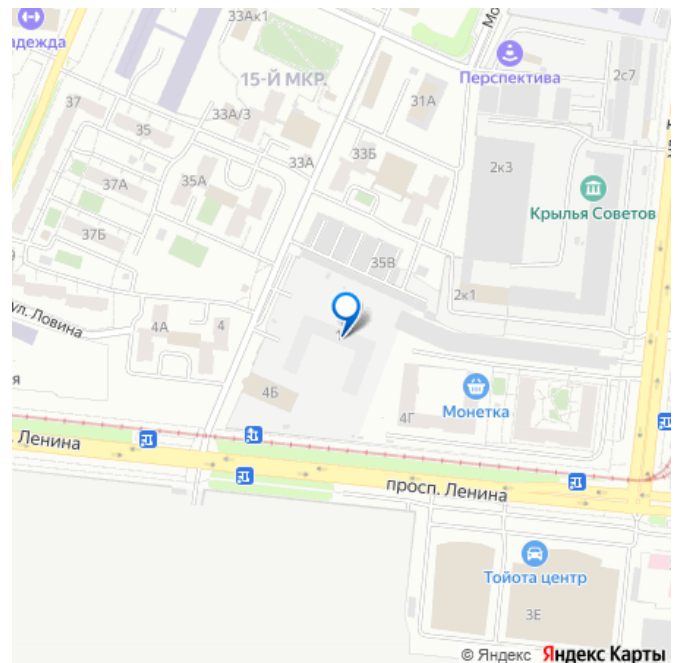 33Ак1
адежда
Перспектива
2с7
15-Й МКР.
37
31А
33А/3
35
33Б
33А
2к3
37А
35А
Крылья Советов
37Б
35В
2к1
ул. Ловина
4А
4
4Б
Монетка
4Г
я
. Ленина
просп. Ленина
Тойота центр
3Е
© Яндекс Яндекс Карты